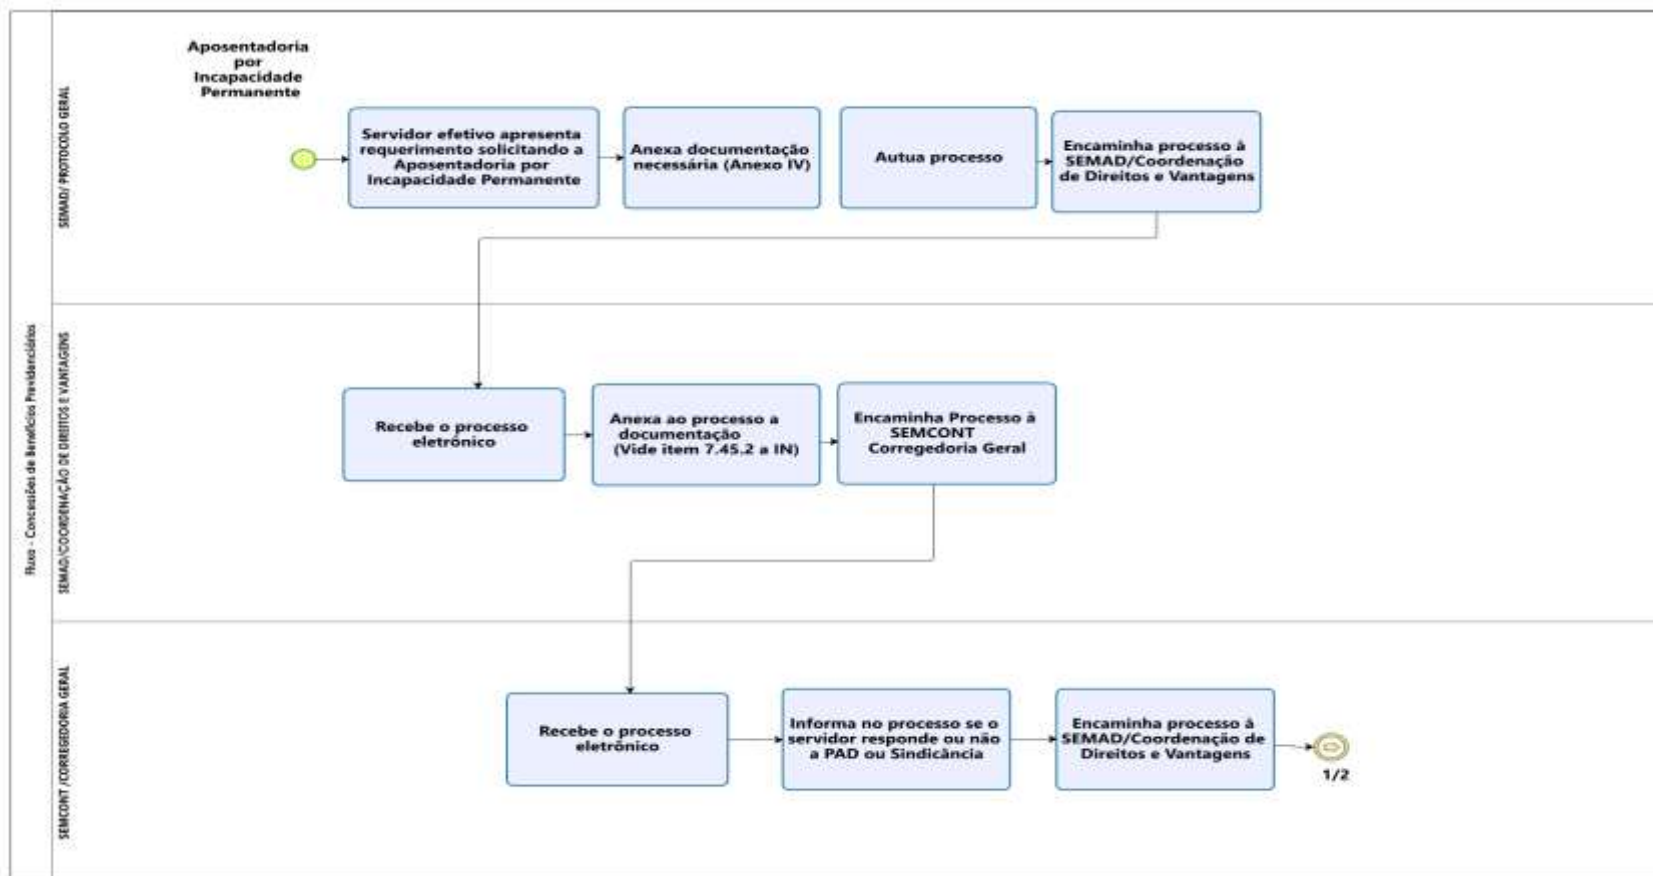 Fluxo - Concessões de Benefícios Previdenciários
SEMAD/ PROTOCOLO GERAL
Aposentadoria
por
Incapacidade
Permanente
Servidor efetivo apresenta
requerimento solicitando a
Aposentadoria por
Incapacidade Permanente
Anexa documentação
necessária (Anexo IV)
Autua processo
Encaminha processo à
SEMAD/Coordenação
de Direitos e Vantagens
SEMAD/COORDENAÇÃO DE DIREITOS E VANTAGENS
Recebe o processo
eletrônico
Anexa ao processo a
documentação
(Vide item 7.45.2 a IN)
Encaminha Processo à
SEMCONT
Corregedoria Geral
SEMCONT /CORREGEDORIA GERAL
Recebe o processo
eletrônico
Informa no processo se o
servidor responde ou não
a PAD ou Sindicância
Encaminha processo à
SEMAD/Coordenação de
Direitos e Vantagens
1/2